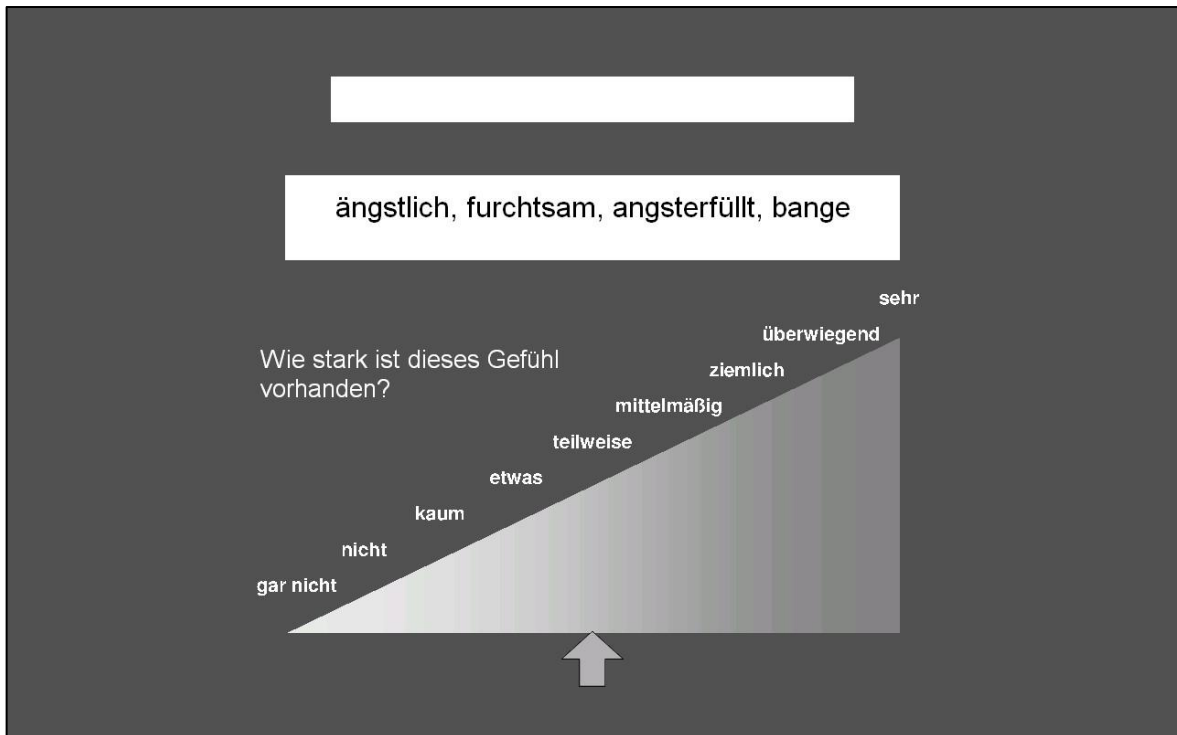 ängstlich, furchtsam, angsterfüllt, bange
sehr
überwiegend
Wie stark ist dieses Gefühl
vorhanden?
ziemlich
mittelmäßig
teilweise
etwas
kaum
nicht
gar nicht